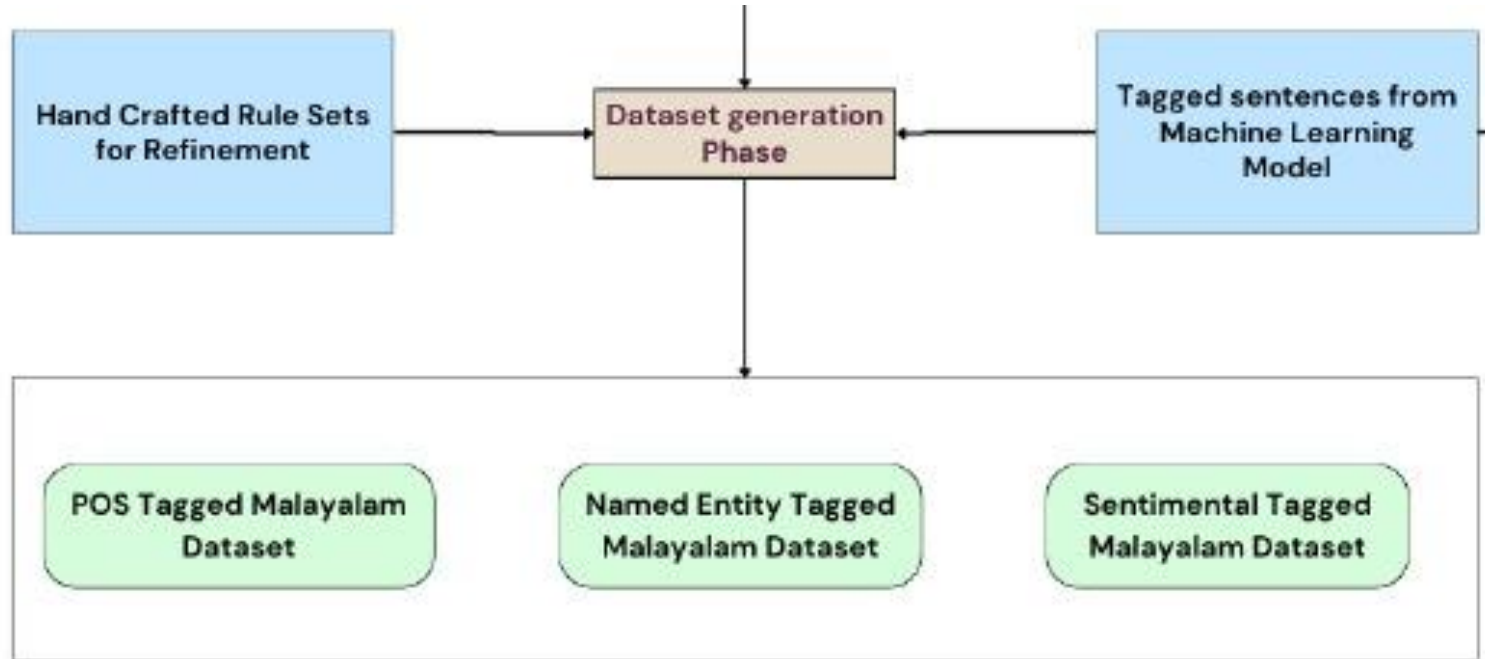 Hand Crafted Rule Sets
for Refinement
Dataset generation
Phase
Tagged sentences from
Machine Learning
Model
POS Tagged Malayalam
Dataset
Named Entity Tagged
Malayalam Dataset
Sentimental Tagged
Malayalam Dataset